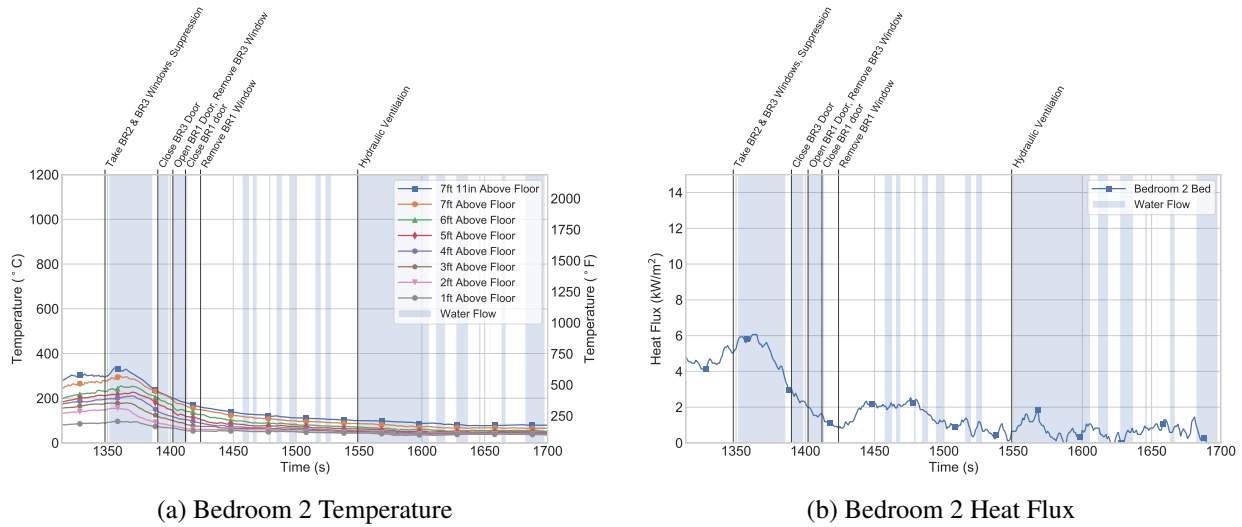 Take BR2 & BR3 Windows, Suppression
Close BR3 Door
Open BR1 Door, Remove BR3 Window
Close BR1 door
Remove BR1 Window
Hydraulic Ventilation
1200
1000
800
600
400
200
0
Temperature (°C)
2000
1750
1500
1250
1000
750
500
250
Temperature (°F)
7ft 11in Above Floor
7ft Above Floor
6ft Above Floor
5ft Above Floor
4ft Above Floor
3ft Above Floor
2ft Above Floor
1ft Above Floor
Water Flow
1350 1400 1450 1500 1550 1600 1650 1700
Time (s)
(a) Bedroom 2 Temperature
Take BR2 & BR3 Windows, Suppression
Close BR3 Door
Open BR1 Door, Remove BR3 Window
Close BR1 door
Remove BR1 Window
Hydraulic Ventilation
14
12
10
8
6
4
2
0
Heat Flux (kW/m²)
Bedroom 2 Bed
Water Flow
1350 1400 1450 1500 1550 1600 1650 1700
Time (s)
(b) Bedroom 2 Heat Flux